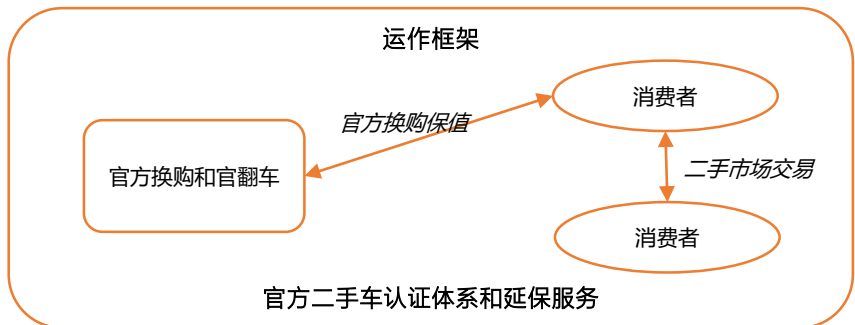 运作框架
消费者
官方换购保值
官方换购和官翻车
二手市场交易
消费者
官方二手车认证体系和延保服务